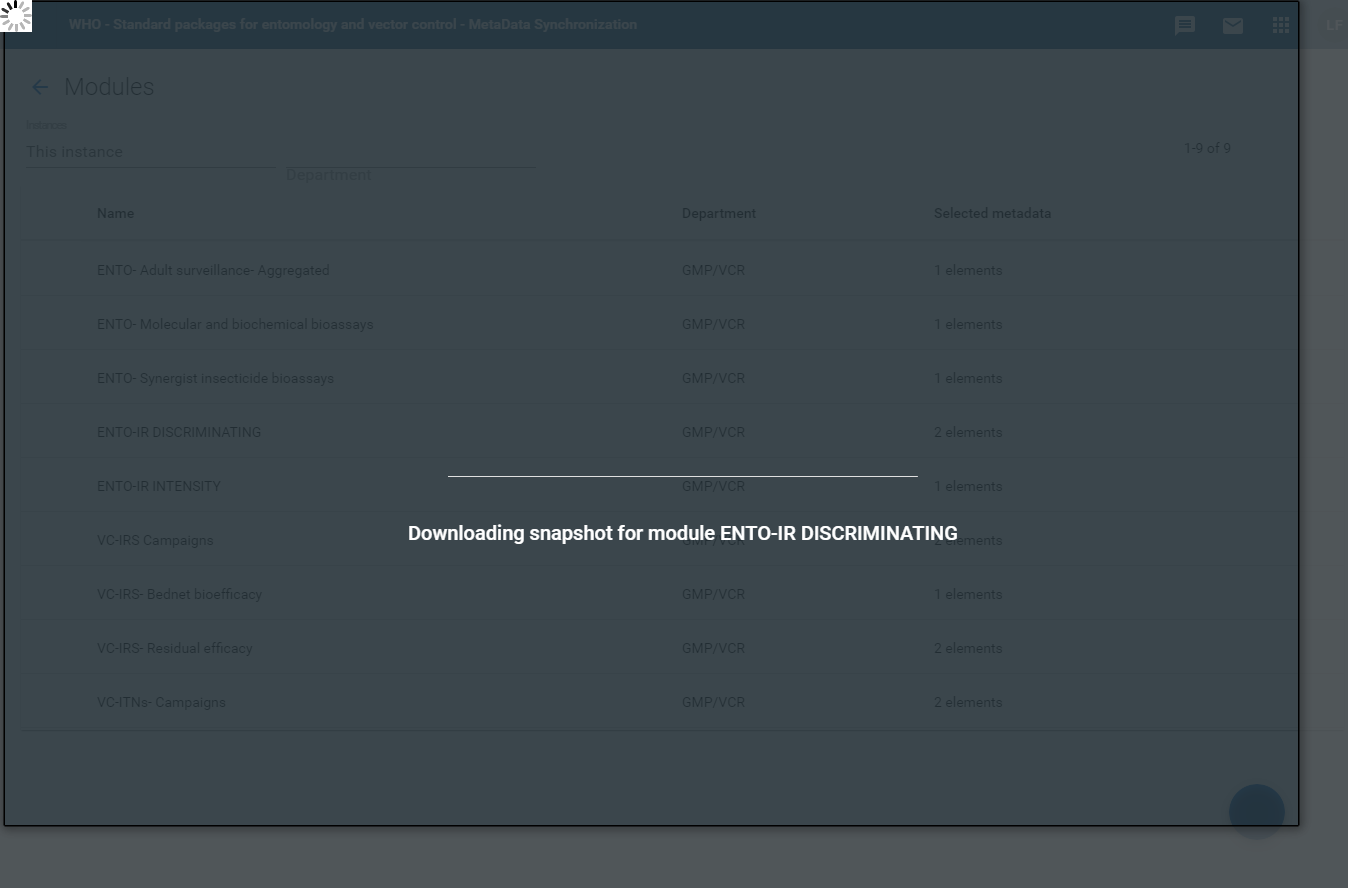 WHO - Standard packages for entomology and vector control - MetaData Synchronization
LF
Modules
Instances
This instance
Department
1-9 of 9
Name Department Selected metadata
ENTO- Adult surveillance- Aggregated GMP/VCR 1 elements
ENTO- Molecular and biochemical bioassays GMP/VCR 1 elements
ENTO- Synergist insecticide bioassays GMP/VCR 1 elements
ENTO-IR DISCRIMINATING GMP/VCR 2 elements
ENTO-IR INTENSITY GMP/VCR 1 elements
Downloading snapshot for module ENTO-IR DISCRIMINATING
VC-IRS Campaigns GMP/VCR 2 elements
VC-IRS- Bednet bioefficacy GMP/VCR 1 elements
VC-IRS- Residual efficacy GMP/VCR 2 elements
VC-ITNs- Campaigns GMP/VCR 2 elements